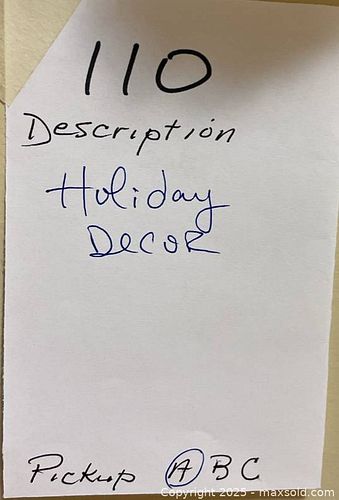 110
Description
Holiday
Decor
Pickup A B C
Copyright 2025 - maxsold.com